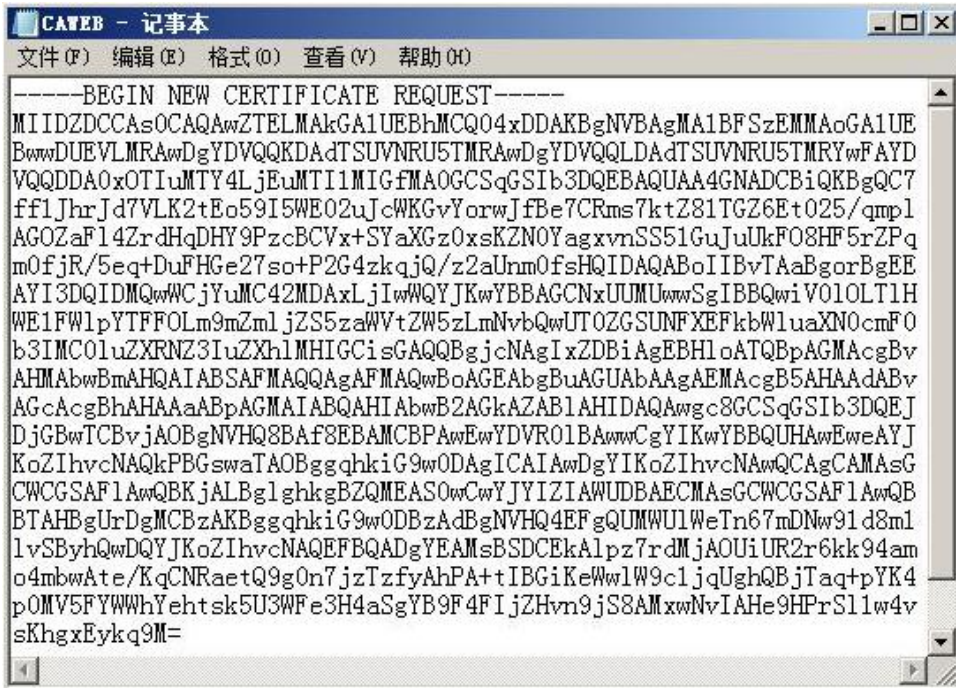 CAWEB - 记事本
文件(F) 编辑(E) 格式(O) 查看(V) 帮助(H)
-----BEGIN NEW CERTIFICATE REQUEST-----
MIIDZDCCAs0CAQAwZTELMAkGA1UEBhMCQ04xDDAKBgNVBAgMA1BFSzEMMAoGA1UE
BwwDUEVLMRAwDgYDVQQKDAdTSUVNRU5TMRAwDgYDVQQLDAdTSUVNRU5TMRYwFAYD
VQQDDA0xOTIuMTY4LjEuMTI1MIGfMA0GCSqGSIb3DQEBAQUAA4GNADCBiQKBgQC7
ff1JhrJd7VLK2tEo59I5WE02uJcWKGvYorwJfBe7CRms7ktZ81TGZ6Et025/qmpl
AGOZaFl4ZrdHqDHY9PzcBCVx+SYaXGz0xsKZN0YagxvnSS51GuJuUkFO8HF5rZPq
m0fjR/5eq+DuFHGe27so+P2G4zkqjQ/z2aUnm0fsHQIDAQABoIIBvTAaBgorBgEE
AYI3DQIDMQwWCjYuMC42MDAxLjIwWQYJKwYBBAGCNxUUMUwwSgIBBQwiV0lOLTlH
WE1FWlpYTFFOLm9mZmljZS5zaWVtZW5zLmNvbQwUT0ZGSUNFXEFkbWluaXN0cmF0
b3IMC0luZXRNZ3IuZXhlMHIGCisGAQQBgjcNAgIxZDBiAgEBHloATQBpAGMAcgBv
AHMAbwBmAHQAIABSAFMAQQAgAFMAQwBoAGEAbgBuAGUAbAAgAEMAcgB5AHAAdABv
AGcAcgBhAHAAaABpAGMAIABQAHIAbwB2AGkAZABlAHIDAQAwgc8GCSqGSIb3DQEJ
DjGBwTCBvjAOBgNVHQ8BAf8EBAMCBPAwEwYDVR0lBAwwCgYIKwYBBQUHAwEweAYJ
KoZIhvcNAQkPBGswaTAOBggqhkiG9w0DAgICAIAwDgYIKoZIhvcNAwQCAgCAMAsG
CWCGSAFlAwQBKjALBglghkgBZQMEAS0wCwYJYIZIAWUDBAECMAsGCWCGSAFlAwQB
BTAHBgUrDgMCBzAKBggqhkiG9w0DBzAdBgNVHQ4EFgQUMWUlWeTn67mDNw91d8ml
lvSByhQwDQYJKoZIhvcNAQEFBQADgYEAMsBSDCEkAlpz7rdMjAOUiUR2r6kk94am
o4mbwAte/KqCNRaetQ9g0n7jzTzfyAhPA+tIBGiKeWwlW9c1jqUghQBjTaq+pYK4
p0MV5FYWWhYehtsk5U3WFe3H4aSgYB9F4FIjZHvn9jS8AMxwNvIAHe9HPrSl1w4v
sKhgxEykq9M=